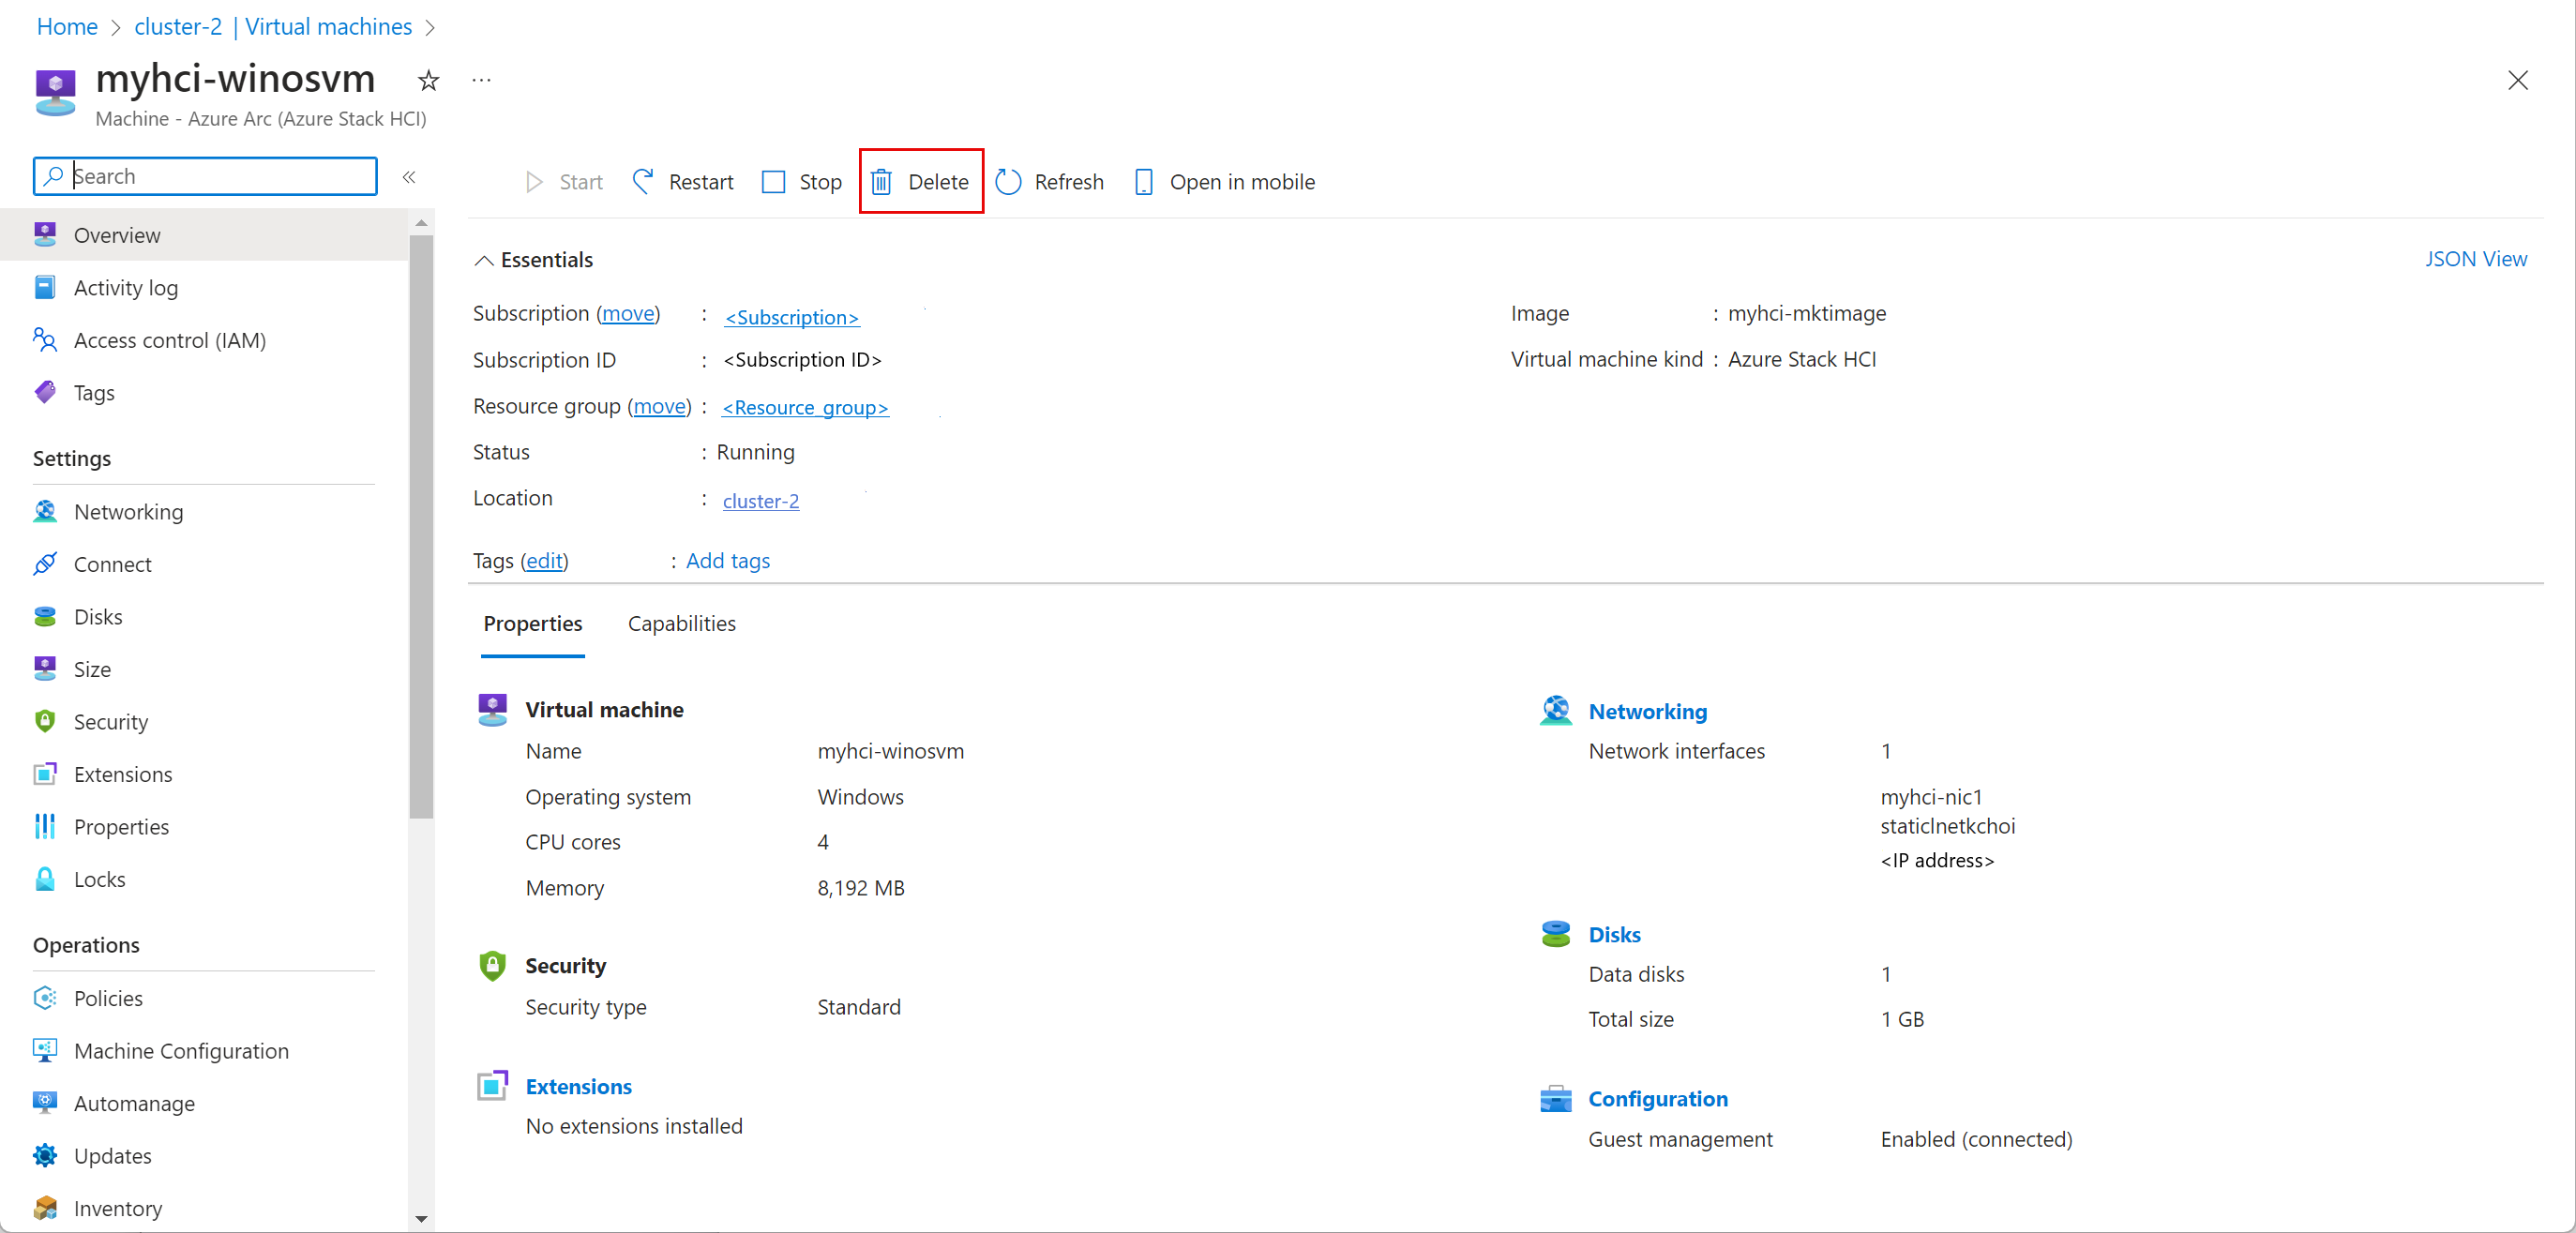 Home > cluster-2 | Virtual machines >
myhci-winosvm
Machine - Azure Arc (Azure Stack HCI)
Search
Start Restart Stop Delete Refresh Open in mobile
Overview
Activity log
Access control (IAM)
Tags
Settings
Networking
Connect
Disks
Size
Security
Extensions
Properties
Locks
Operations
Policies
Machine Configuration
Automanage
Updates
Inventory
Essentials
JSON View
Subscription (move) : <Subscription>
Subscription ID : <Subscription ID>
Resource group (move) : <Resource_group>
Status : Running
Location : cluster-2
Image : myhci-mktimage
Virtual machine kind : Azure Stack HCI
Tags (edit) : Add tags
Properties Capabilities
Virtual machine
Name myhci-winosvm
Operating system Windows
CPU cores 4
Memory 8,192 MB
Security
Security type Standard
Extensions
No extensions installed
Networking
Network interfaces 1
myhci-nic1
staticlnetkchoi
<IP address>
Disks
Data disks 1
Total size 1 GB
Configuration
Guest management Enabled (connected)